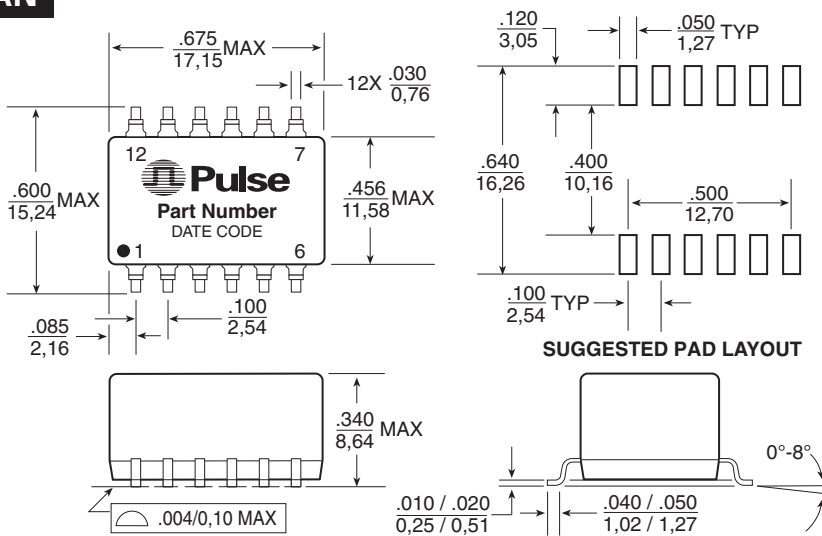 AN
.675
17,15 MAX
12X .030
0,76
.600
15,24 MAX
12
7
Pulse
Part Number
DATE CODE
1
6
.456
11,58 MAX
.085
2,16
.100
2,54
.120
3,05
.050
1,27 TYP
.640
16,26
.400
10,16
.500
12,70
.100
2,54 TYP
SUGGESTED PAD LAYOUT
.340
8,64 MAX
.004/0,10 MAX
.010 / .020
0,25 / 0,51
.040 / .050
1,02 / 1,27
0°-8°